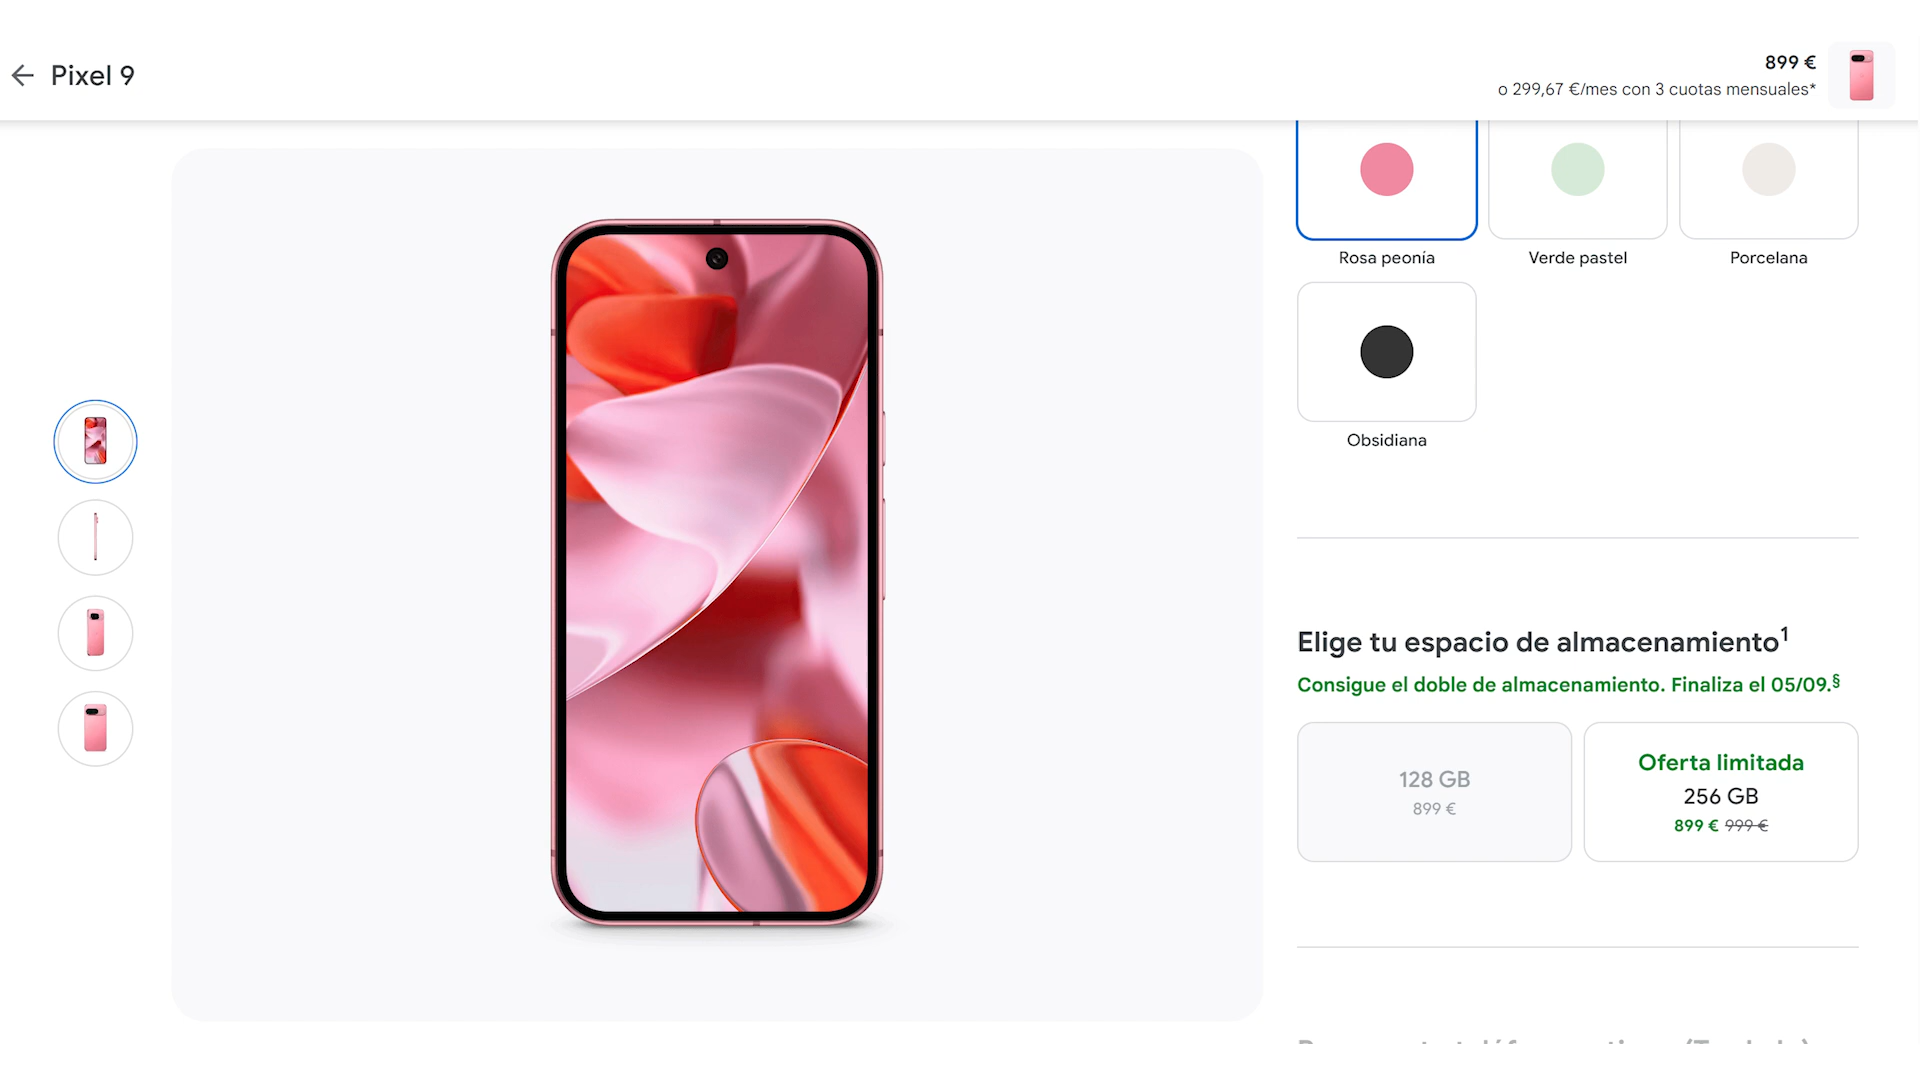 Pixel 9
899 €
o 299,67 €/mes con 3 cuotas mensuales*
Rosa peonía
Verde pastel
Porcelana
Obsidiana
Elige tu espacio de almacenamiento¹
Consigue el doble de almacenamiento. Finaliza el 05/09.§
128 GB
899 €
Oferta limitada
256 GB
899 € 999 €